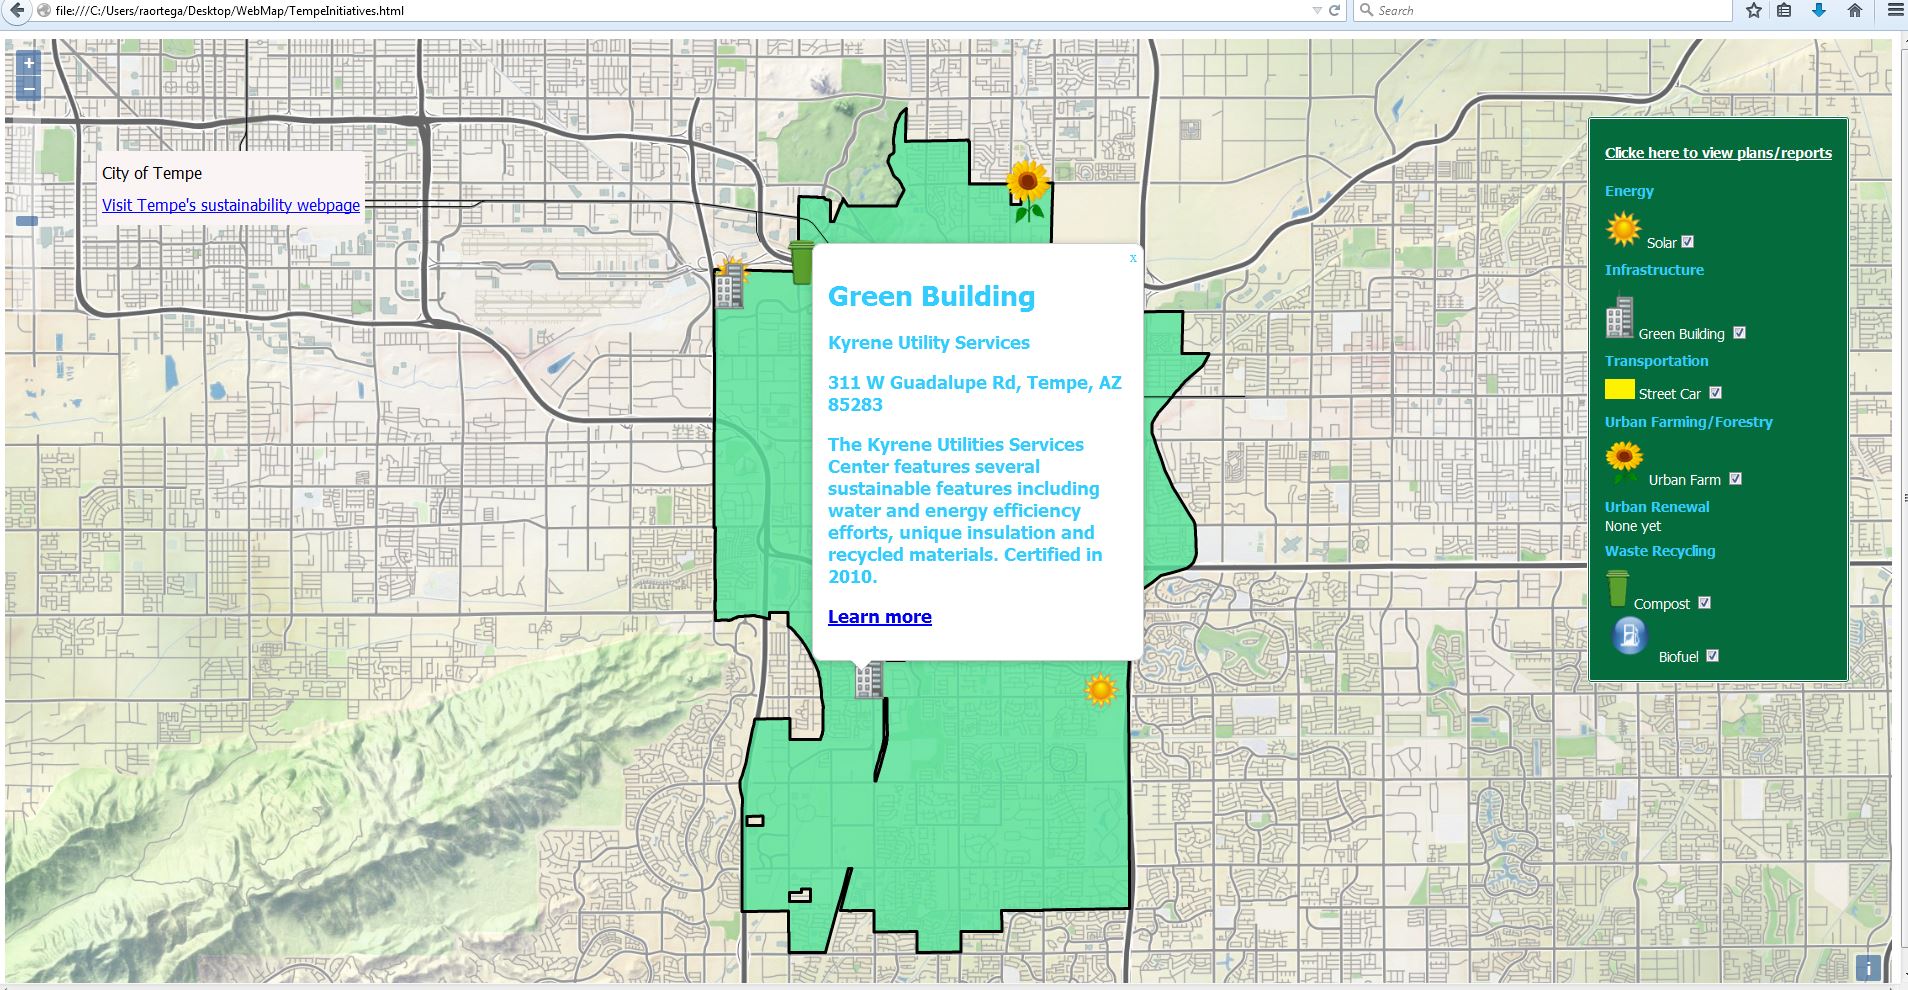 file:///C:/Users/raortega/Desktop/WebMap/TempeInitiatives.html
Search
+
−
City of Tempe
Visit Tempe's sustainability webpage
x
Green Building
Kyrene Utility Services
311 W Guadalupe Rd, Tempe, AZ
85283
The Kyrene Utilities Services
Center features several
sustainable features including
water and energy efficiency
efforts, unique insulation and
recycled materials. Certified in
2010.
Learn more
Clicke here to view plans/reports
Energy
Solar
Infrastructure
Green Building
Transportation
Street Car
Urban Farming/Forestry
Urban Farm
Urban Renewal
None yet
Waste Recycling
Compost
Biofuel
i